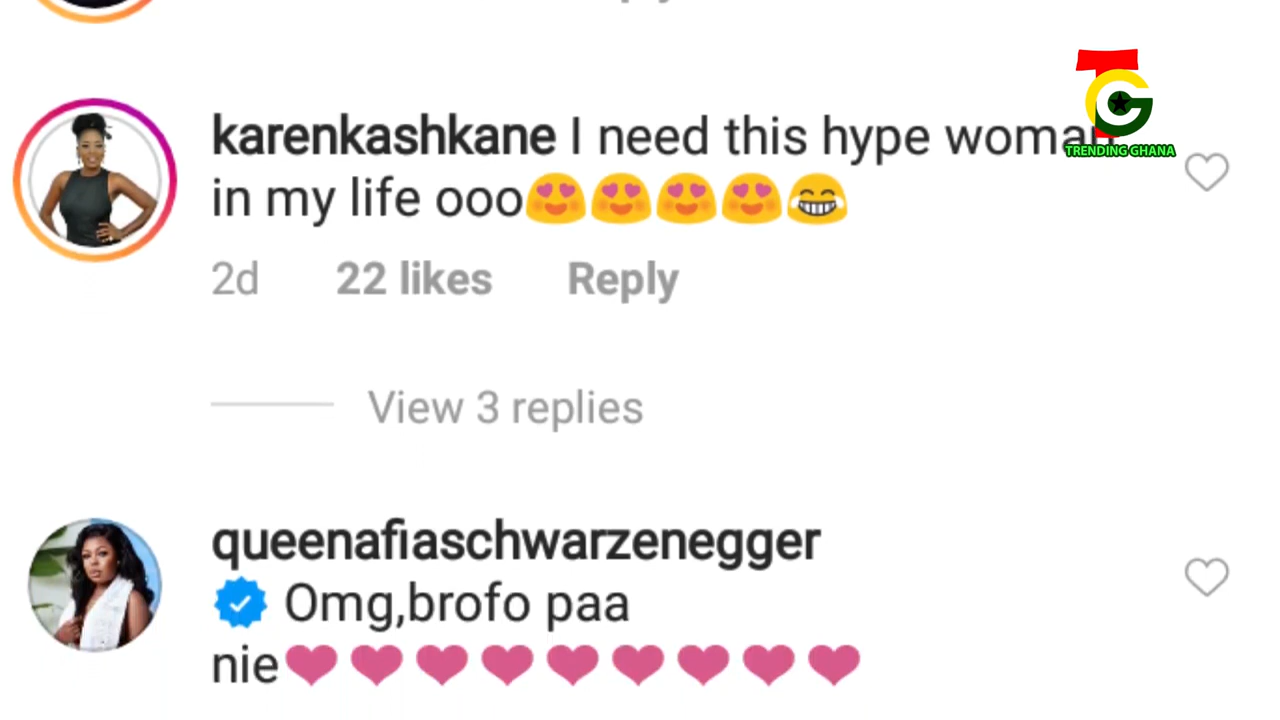 karenkashkane I need this hype woman
in my life ooo😍😍😍😍😂
2d 22 likes Reply
View 3 replies
queenafiaschwarzenegger
Omg,brofo paa
nie❤❤❤❤❤❤❤❤❤
TRENDING GHANA